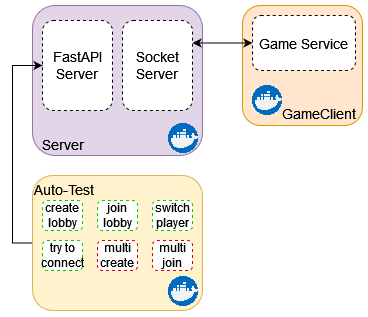 FastAPI
Server
Socket
Server
Server
Game Service
GameClient
Auto-Test
create
lobby
join
lobby
switch
player
try to
connect
multi
create
multi
join